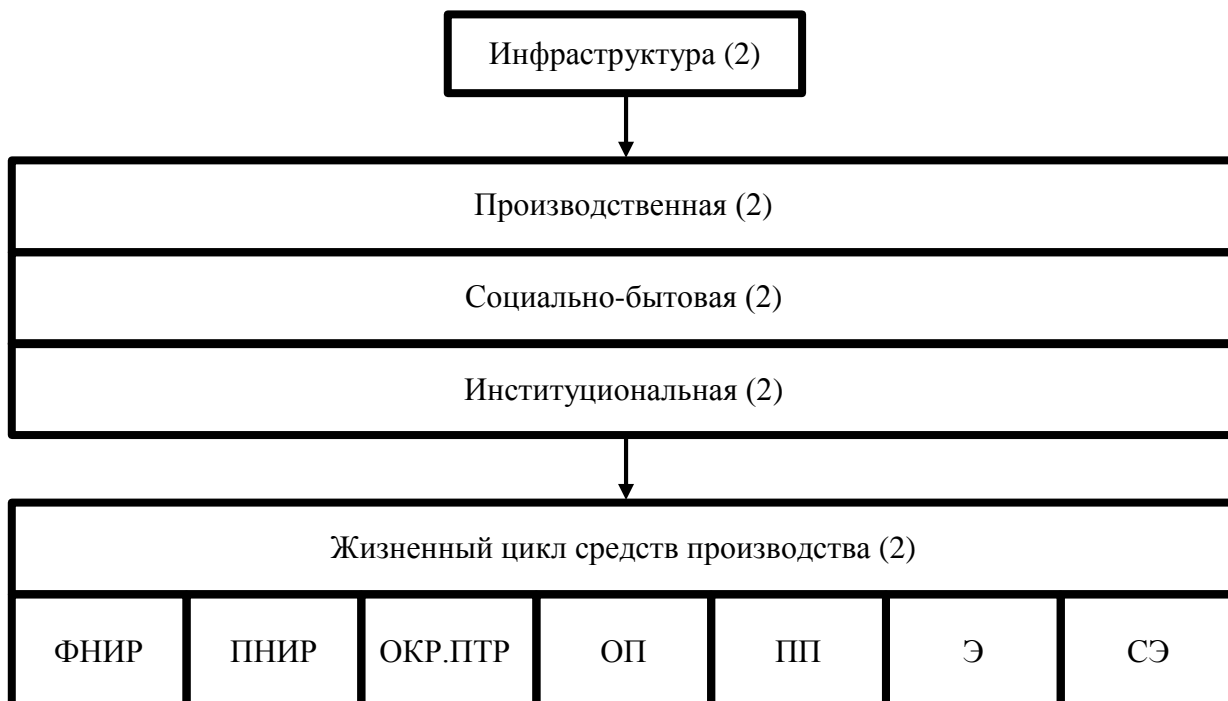 Инфраструктура (2)
Производственная (2)
Социально-бытовая (2)
Институциональная (2)
Жизненный цикл средств производства (2)
ФНИР ПНИР ОКР.ПТР ОП ПП Э СЭ